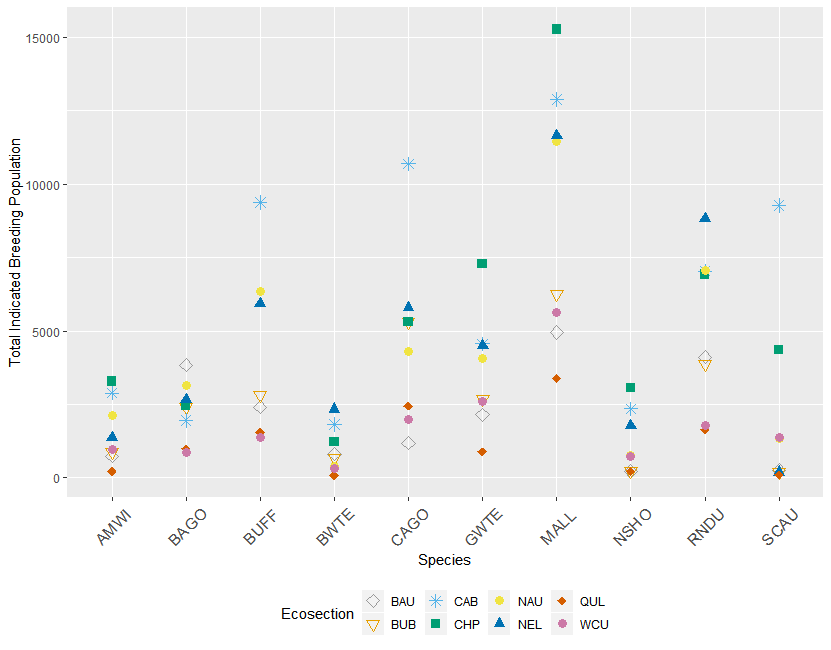 Total Indicated Breeding Population
15000
10000
5000
0
AMWI BAGO BUFF BWTE CAGO GWTE MALL NSHO RNDU SCAU
Species
Ecosection
BAU CAB NAU QUL
BUB CHP NEL WCU